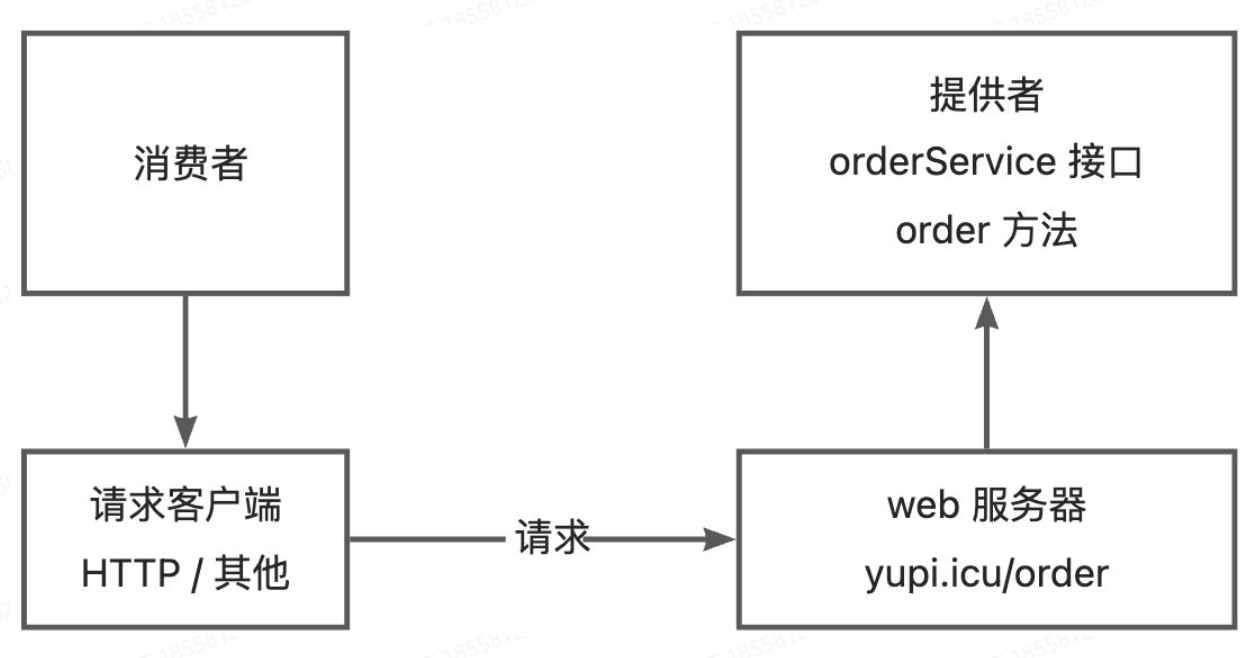 消费者
提供者
orderService 接口
order 方法
请求客户端
HTTP / 其他
请求
web 服务器
yupi.icu/order